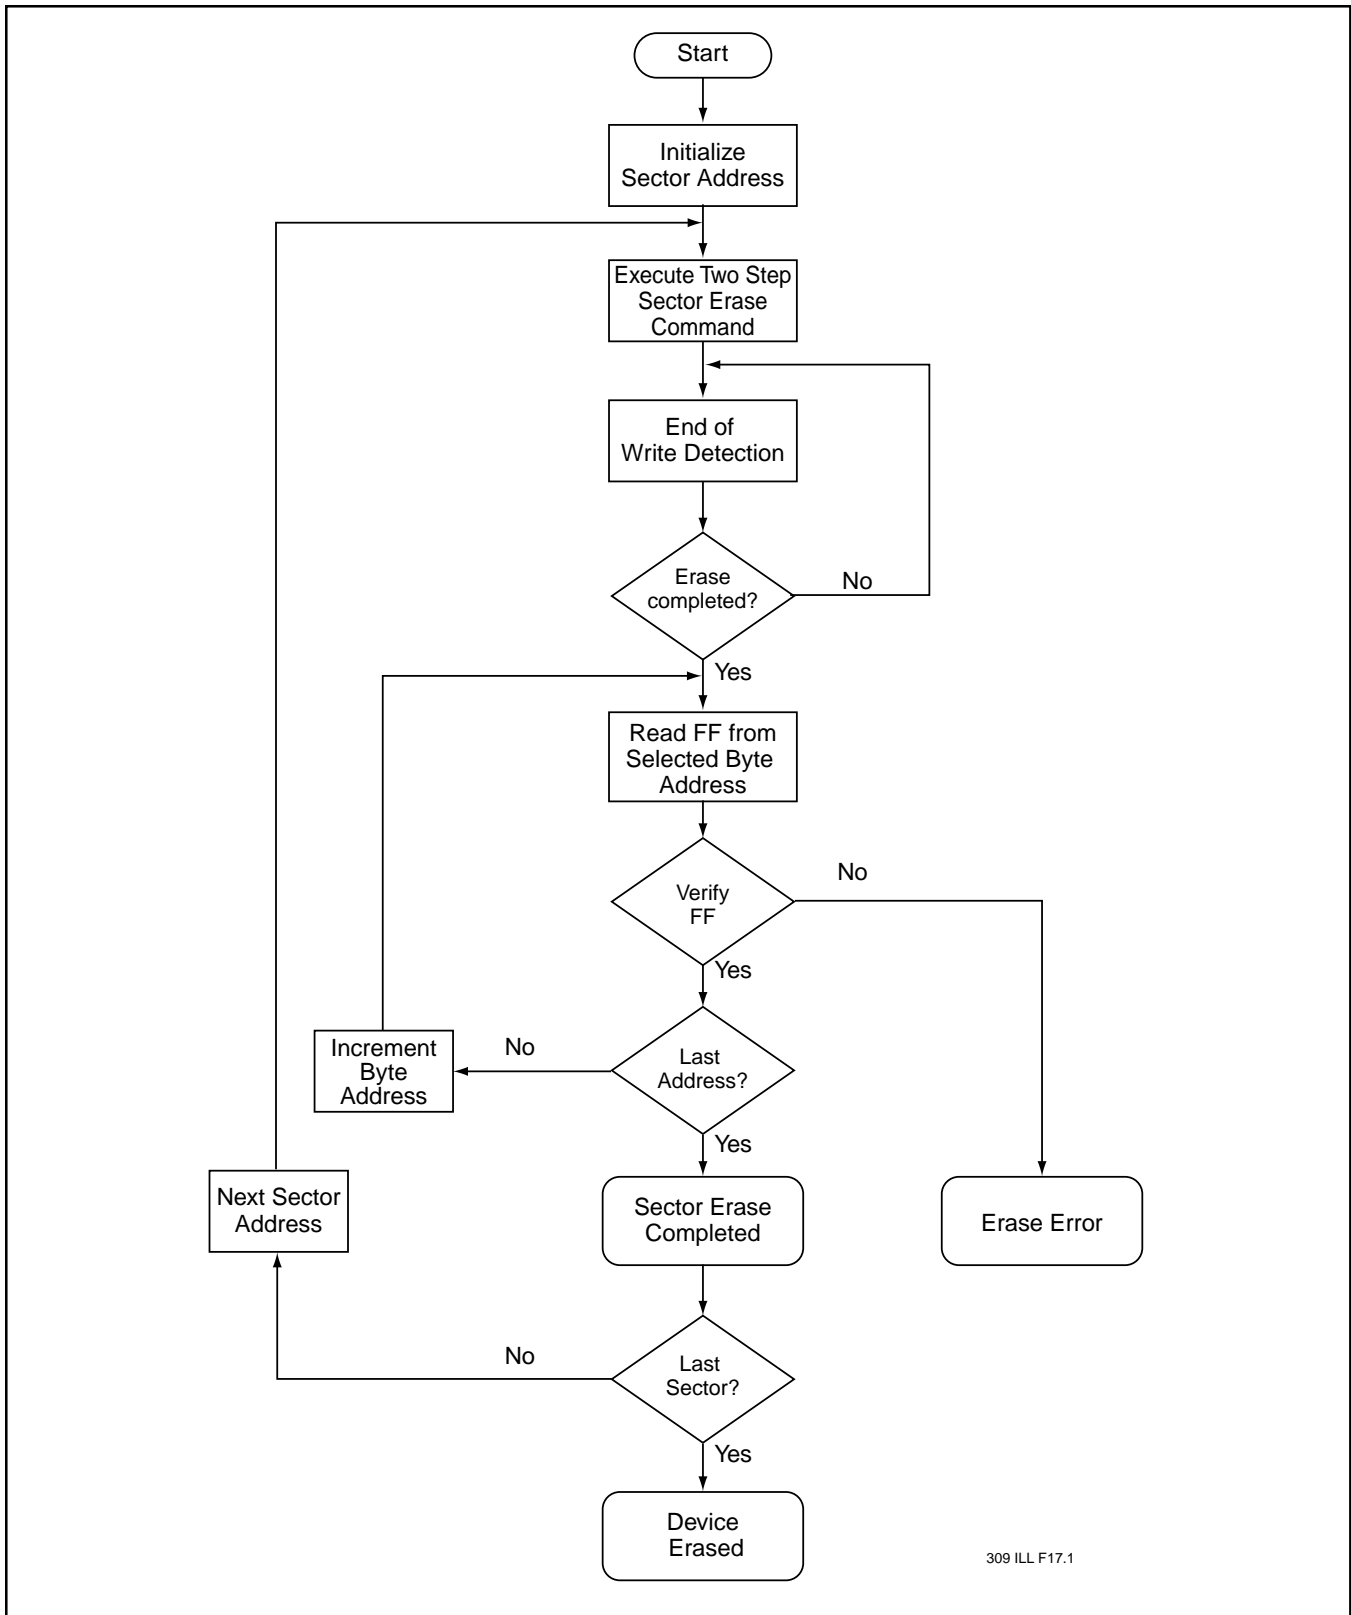 Start
Initialize
Sector Address
Execute Two Step
Sector Erase
Command
End of
Write Detection
Erase
completed?
No
Yes
Read FF from
Selected Byte
Address
Verify
FF
No
Yes
Last
Address?
No
Increment
Byte
Address
Yes
Next Sector
Address
Sector Erase
Completed
Erase Error
Last
Sector?
No
Yes
Device
Erased
309 ILL F17.1